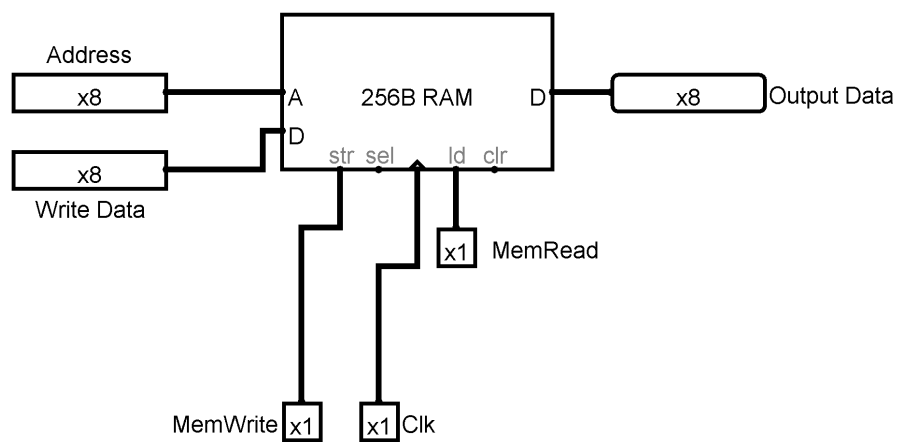 Address
x8
A
256B RAM
D
x8
Output Data
D
x8
str
sel
ld
clr
Write Data
x1
MemRead
MemWrite
x1
x1
Clk